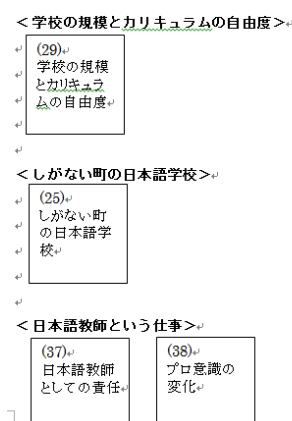 ＜学校の規模とカリキュラムの自由度＞
(29)
学校の規模
とカリキュラ
ムの自由度
＜しがない町の日本語学校＞
(25)
しがない町
の日本語学
校
＜日本語教師という仕事＞
(37)
日本語教師
としての責任
(38)
プロ意識の
変化